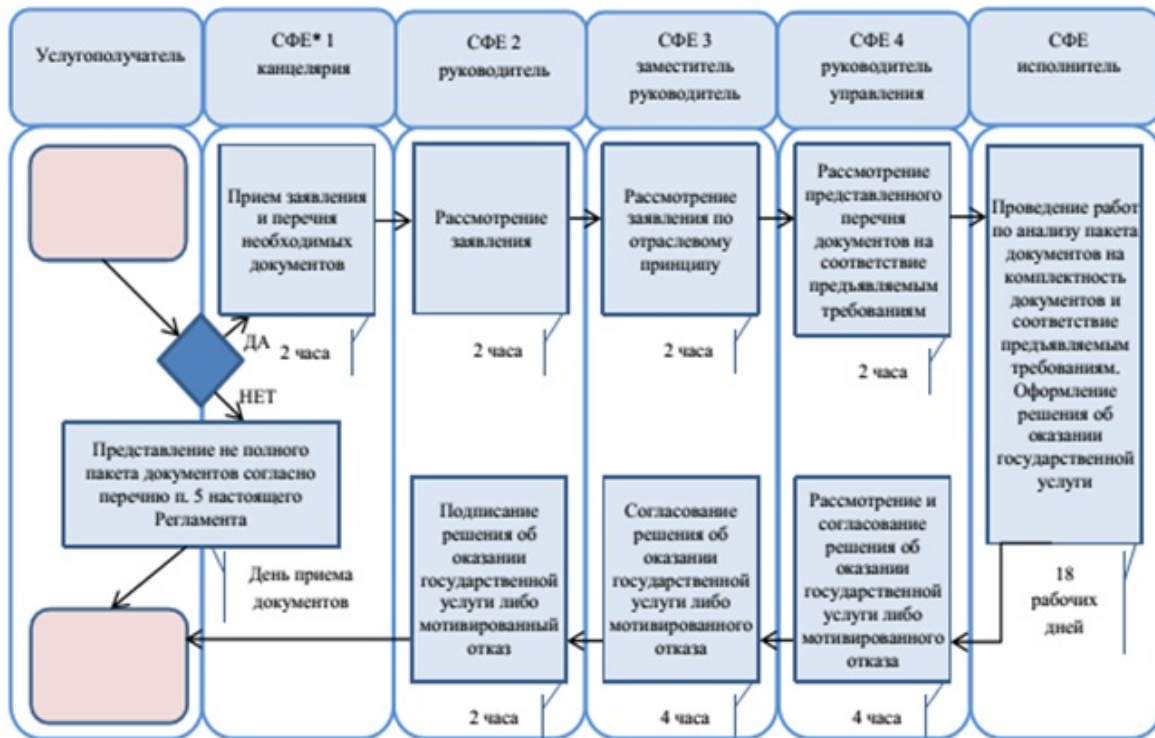 Услугополучатель
СФЕ* 1
канцелярия
СФЕ 2
руководитель
СФЕ 3
заместитель
руководитель
СФЕ 4
руководитель
управления
СФЕ
исполнитель
Прием заявления
и перечня
необходимых
документов
Рассмотрение
заявления
Рассмотрение
заявления по
отраслевому
принципу
Рассмотрение
представленного
перечня
документов на
соответствие
предъявляемым
требованиям
Проведение работ
по анализу пакета
документов на
комплектность
документов и
соответствие
предъявляемым
требованиям.
Оформление
решения об
оказании
государственной
услуги
ДА
2 часа
2 часа
2 часа
2 часа
НЕТ
Представление не полного
пакета документов согласно
перечню п. 5 настоящего
Регламента
День приема
документов
Подписание
решения об
оказании
государственной
услуги либо
мотивированный
отказ
Согласование
решения об
оказании
государственной
услуги либо
мотивированного
отказа
Рассмотрение и
согласование
решения об
оказании
государственной
услуги либо
мотивированного
отказа
18
рабочих
дней
2 часа
4 часа
4 часа